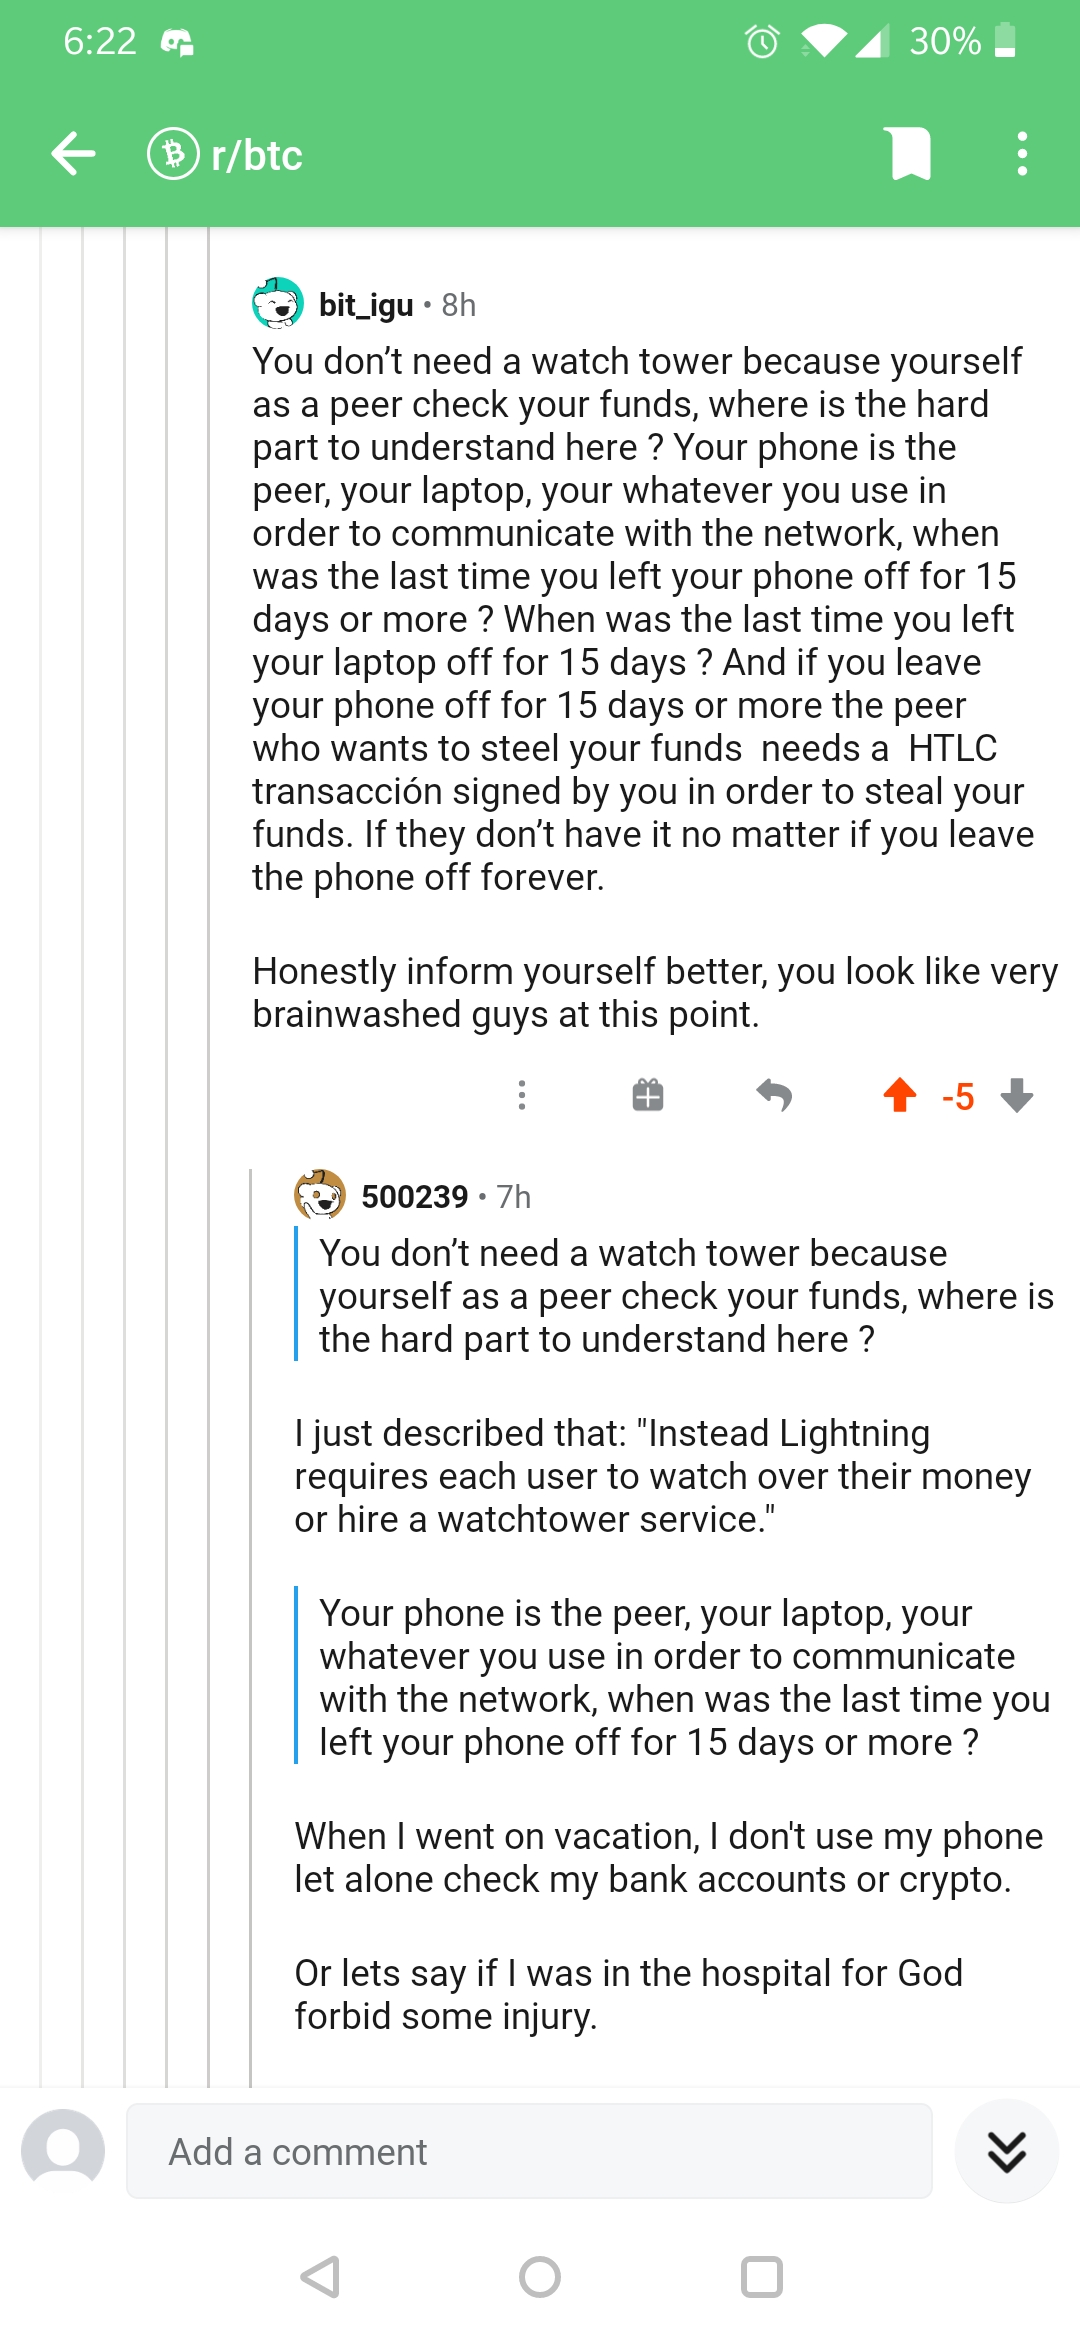 6:22
30%
r/btc
bit_igu • 8h
You don’t need a watch tower because yourself
as a peer check your funds, where is the hard
part to understand here ? Your phone is the
peer, your laptop, your whatever you use in
order to communicate with the network, when
was the last time you left your phone off for 15
days or more ? When was the last time you left
your laptop off for 15 days ? And if you leave
your phone off for 15 days or more the peer
who wants to steel your funds  needs a  HTLC
transacción signed by you in order to steal your
funds. If they don’t have it no matter if you leave
the phone off forever.
Honestly inform yourself better, you look like very
brainwashed guys at this point.
-5
500239 • 7h
You don’t need a watch tower because
yourself as a peer check your funds, where is
the hard part to understand here ?
I just described that: "Instead Lightning
requires each user to watch over their money
or hire a watchtower service."
Your phone is the peer, your laptop, your
whatever you use in order to communicate
with the network, when was the last time you
left your phone off for 15 days or more ?
When I went on vacation, I don't use my phone
let alone check my bank accounts or crypto.
Or lets say if I was in the hospital for God
forbid some injury.
Add a comment